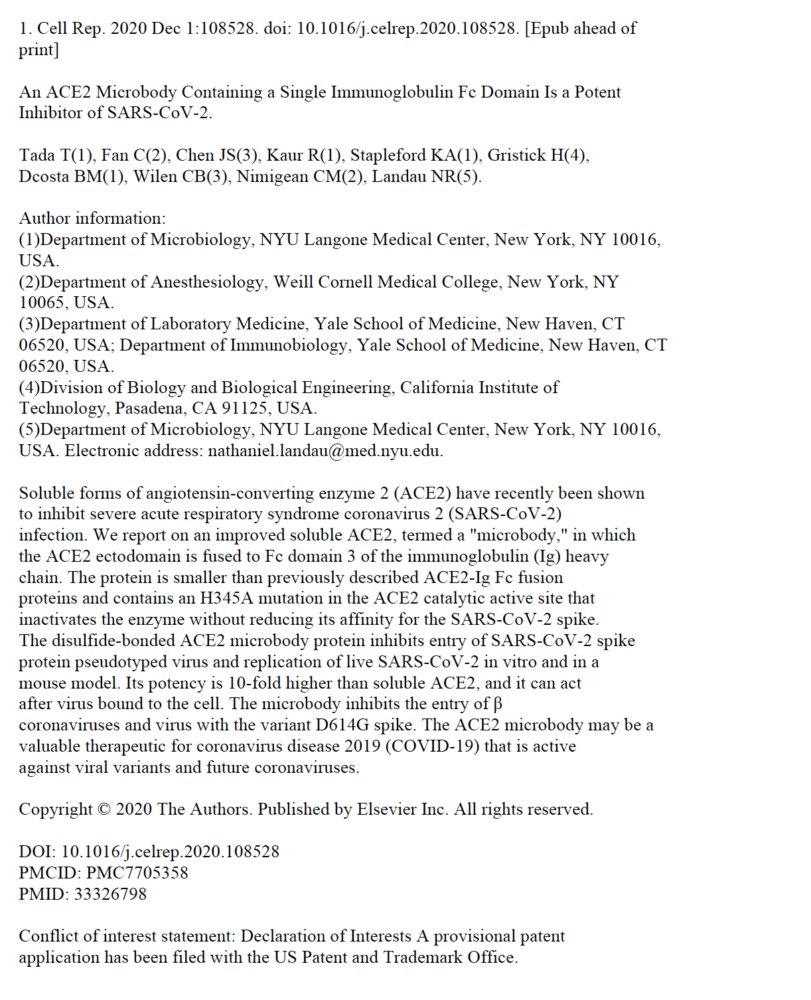 1. Cell Rep. 2020 Dec 1:108528. doi: 10.1016/j.celrep.2020.108528. [Epub ahead of
print]
An ACE2 Microbody Containing a Single Immunoglobulin Fc Domain Is a Potent
Inhibitor of SARS-CoV-2.
Tada T(1), Fan C(2), Chen JS(3), Kaur R(1), Stapleford KA(1), Gristick H(4),
Dcosta BM(1), Wilen CB(3), Nimigean CM(2), Landau NR(5).
Author information:
(1)Department of Microbiology, NYU Langone Medical Center, New York, NY 10016,
USA.
(2)Department of Anesthesiology, Weill Cornell Medical College, New York, NY
10065, USA.
(3)Department of Laboratory Medicine, Yale School of Medicine, New Haven, CT
06520, USA; Department of Immunobiology, Yale School of Medicine, New Haven, CT
06520, USA.
(4)Division of Biology and Biological Engineering, California Institute of
Technology, Pasadena, CA 91125, USA.
(5)Department of Microbiology, NYU Langone Medical Center, New York, NY 10016,
USA. Electronic address: nathaniel.landau@med.nyu.edu.
Soluble forms of angiotensin-converting enzyme 2 (ACE2) have recently been shown
to inhibit severe acute respiratory syndrome coronavirus 2 (SARS-CoV-2)
infection. We report on an improved soluble ACE2, termed a "microbody," in which
the ACE2 ectodomain is fused to Fc domain 3 of the immunoglobulin (Ig) heavy
chain. The protein is smaller than previously described ACE2-Ig Fc fusion
proteins and contains an H345A mutation in the ACE2 catalytic active site that
inactivates the enzyme without reducing its affinity for the SARS-CoV-2 spike.
The disulfide-bonded ACE2 microbody protein inhibits entry of SARS-CoV-2 spike
protein pseudotyped virus and replication of live SARS-CoV-2 in vitro and in a
mouse model. Its potency is 10-fold higher than soluble ACE2, and it can act
after virus bound to the cell. The microbody inhibits the entry of β
coronaviruses and virus with the variant D614G spike. The ACE2 microbody may be a
valuable therapeutic for coronavirus disease 2019 (COVID-19) that is active
against viral variants and future coronaviruses.
Copyright © 2020 The Authors. Published by Elsevier Inc. All rights reserved.
DOI: 10.1016/j.celrep.2020.108528
PMCID: PMC7705358
PMID: 33326798
Conflict of interest statement: Declaration of Interests A provisional patent
application has been filed with the US Patent and Trademark Office.